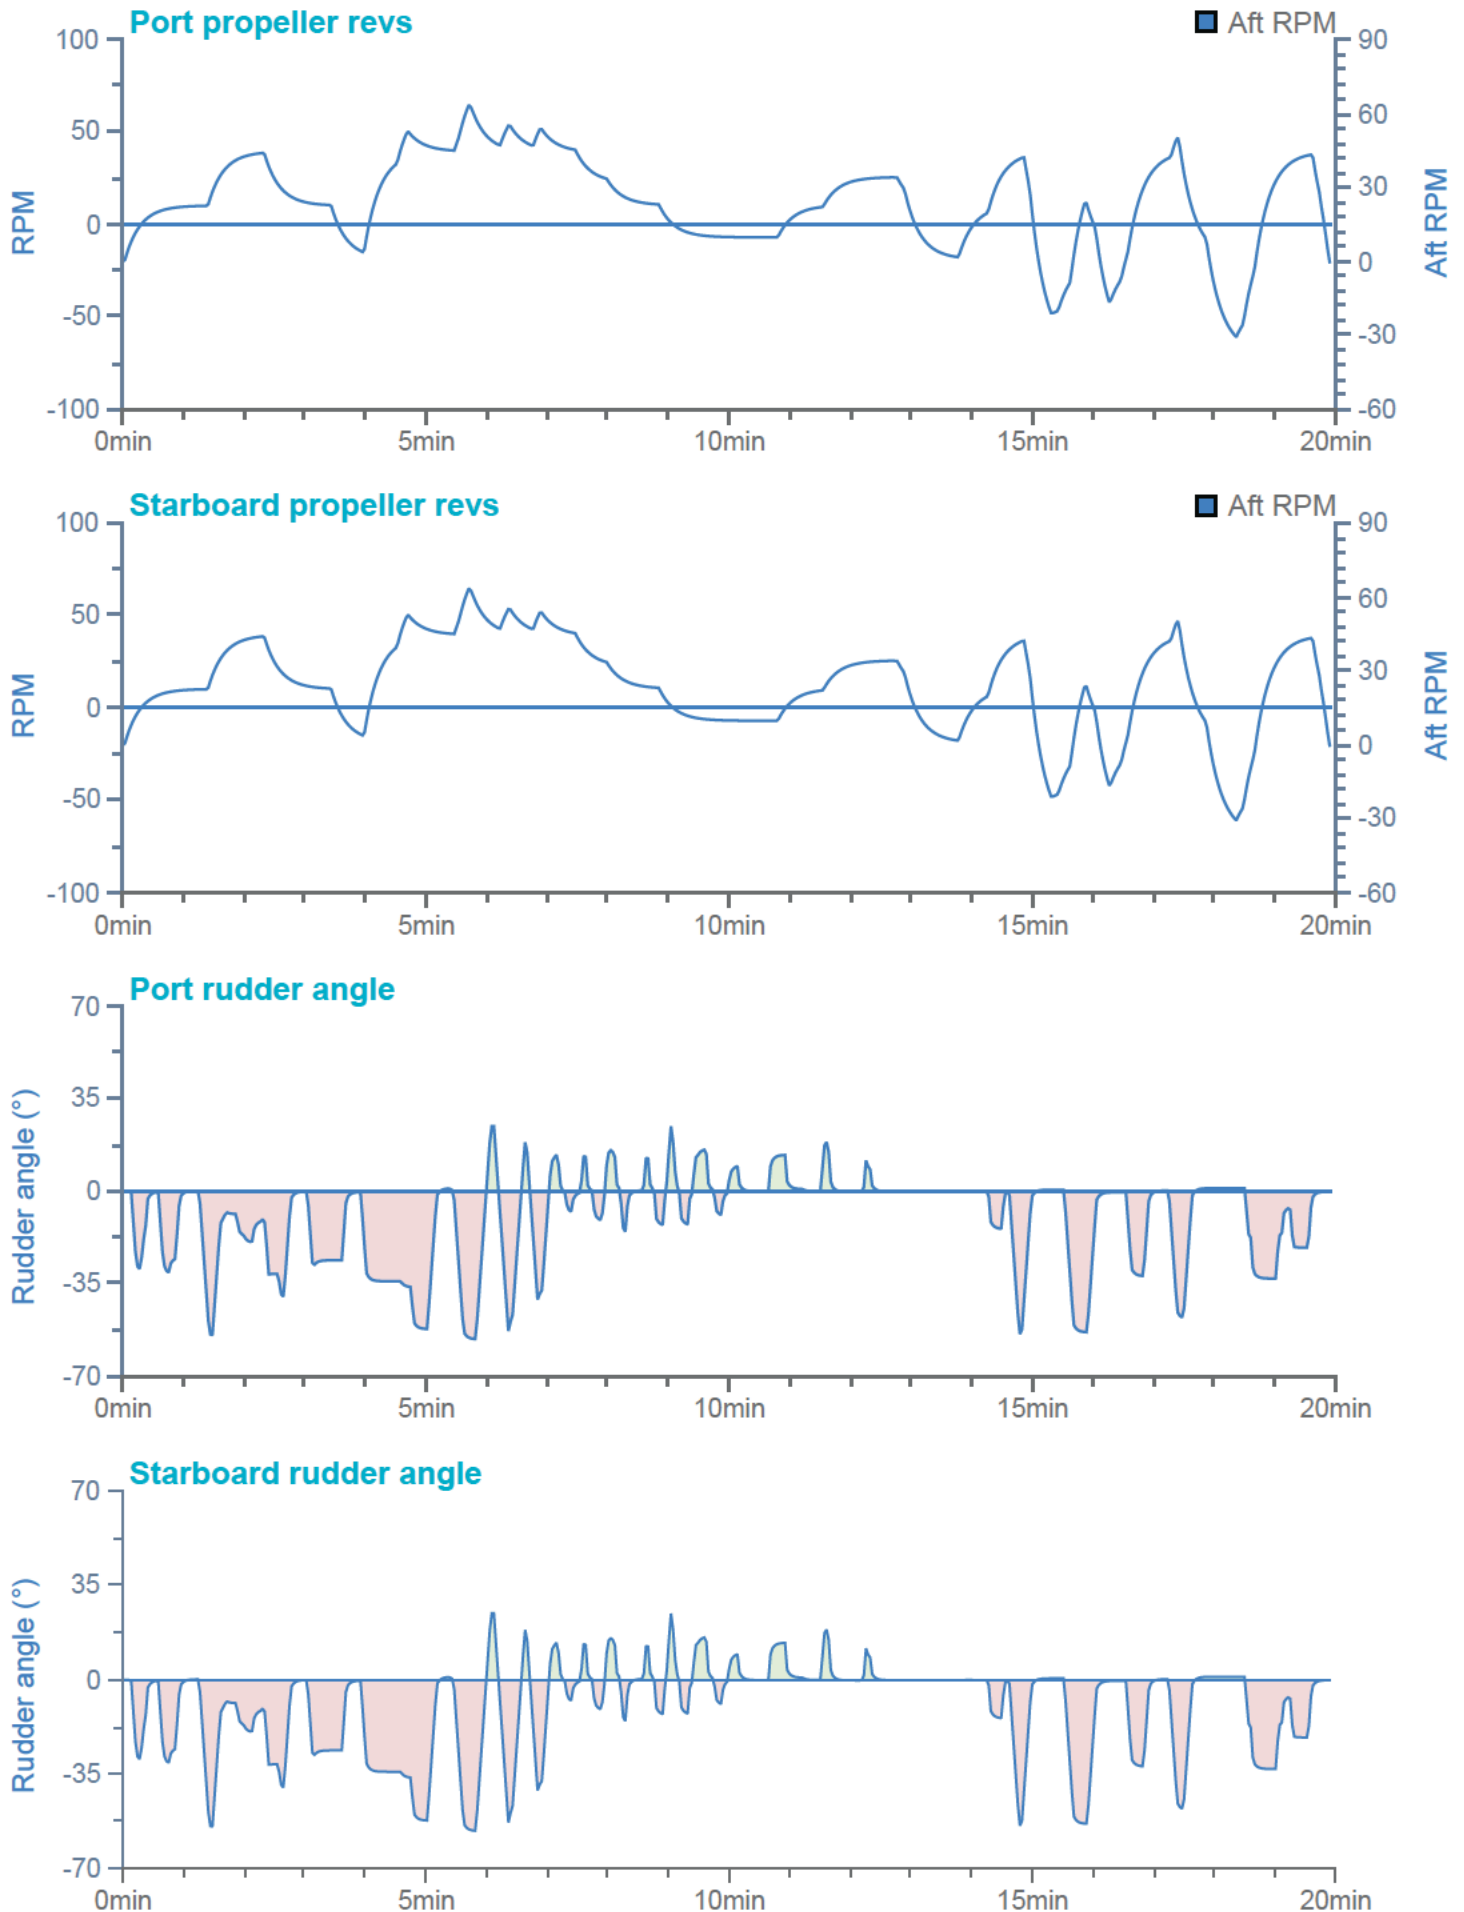 Port propeller revs
Aft RPM
100
50
0
-50
-100
RPM
90
60
30
0
-30
-60
Aft RPM
0min 5min 10min 15min 20min
Starboard propeller revs
Aft RPM
100
50
0
-50
-100
RPM
90
60
30
0
-30
-60
Aft RPM
0min 5min 10min 15min 20min
Port rudder angle
70
35
0
-35
-70
Rudder angle (°)
0min 5min 10min 15min 20min
Starboard rudder angle
70
35
0
-35
-70
Rudder angle (°)
0min 5min 10min 15min 20min